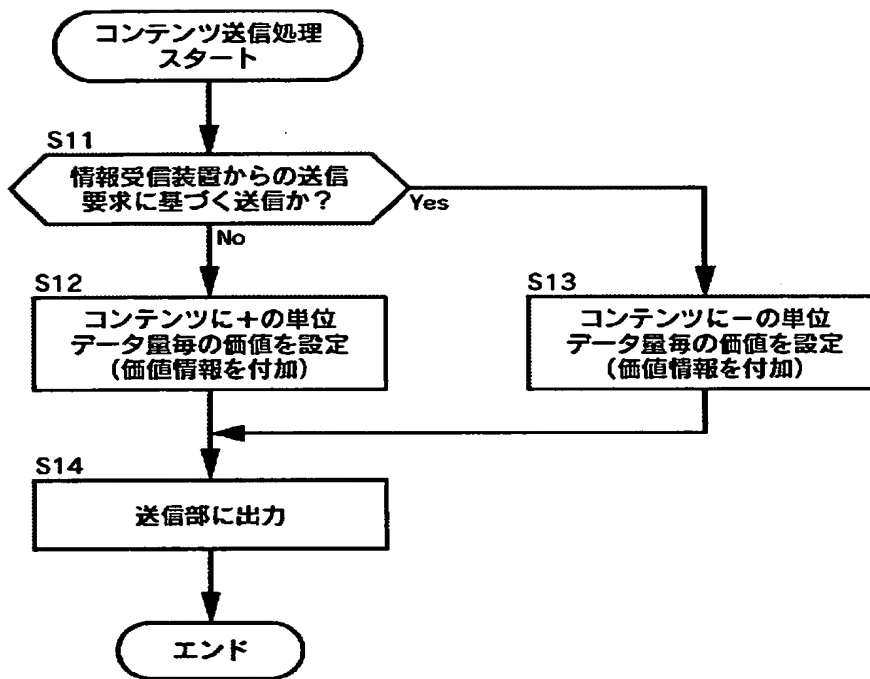 コンテンツ送信処理
スタート
S11
情報受信装置からの送信
要求に基づく送信か？
Yes
No
S12
コンテンツに＋の単位
データ量毎の価値を設定
（価値情報を付加）
S13
コンテンツに－の単位
データ量毎の価値を設定
（価値情報を付加）
S14
送信部に出力
エンド